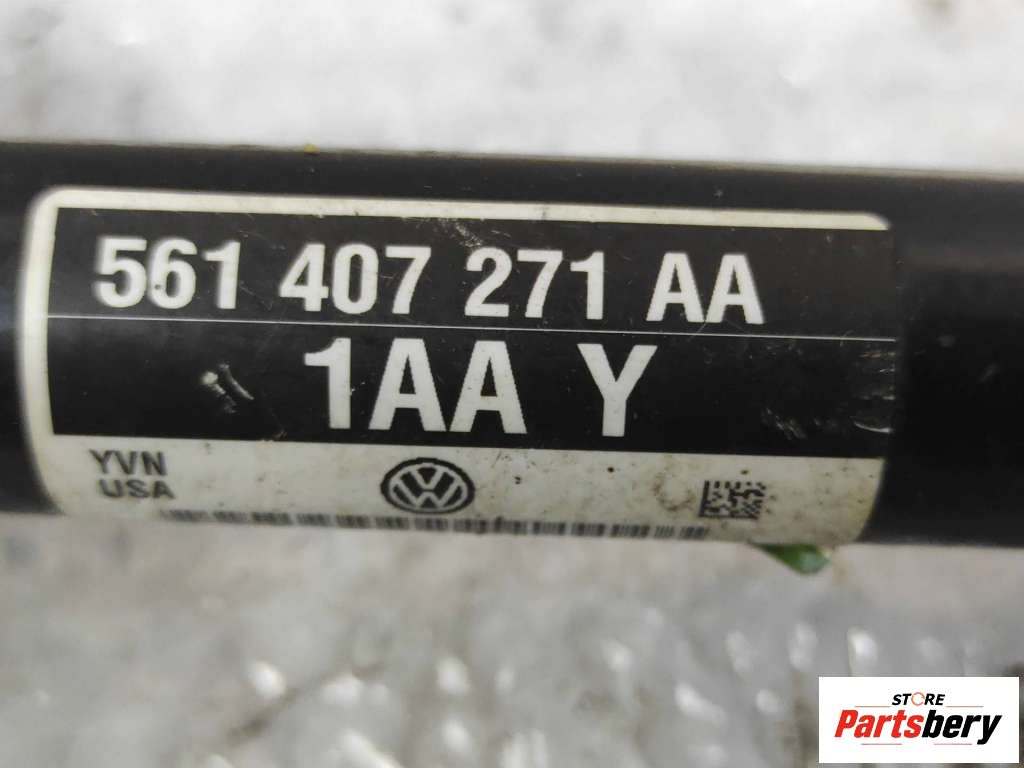 561 407 271 AA
1AA Y
YVN
USA
STORE
Partsbery